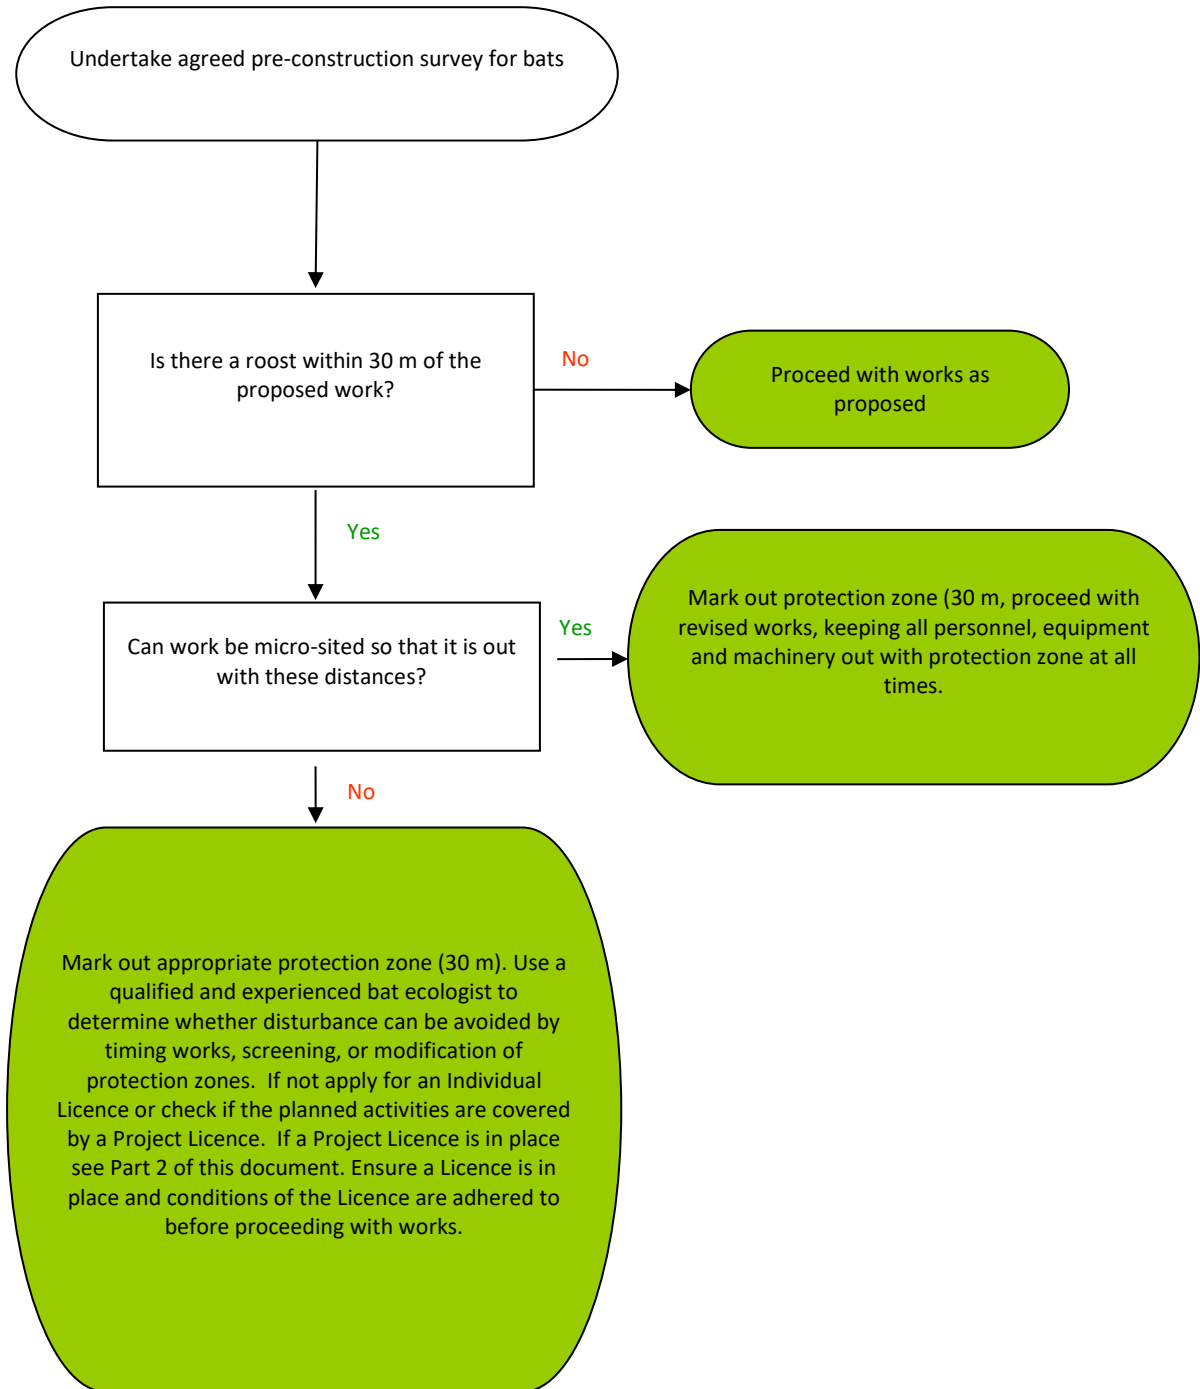 Undertake agreed pre-construction survey for bats
Is there a roost within 30 m of the
proposed work?
No
Proceed with works as
proposed
Yes
Can work be micro-sited so that it is out
with these distances?
Yes
Mark out protection zone (30 m, proceed with
revised works, keeping all personnel, equipment
and machinery out with protection zone at all
times.
No
Mark out appropriate protection zone (30 m). Use a
qualified and experienced bat ecologist to
determine whether disturbance can be avoided by
timing works, screening, or modification of
protection zones.  If not apply for an Individual
Licence or check if the planned activities are covered
by a Project Licence.  If a Project Licence is in place
see Part 2 of this document. Ensure a Licence is in
place and conditions of the Licence are adhered to
before proceeding with works.